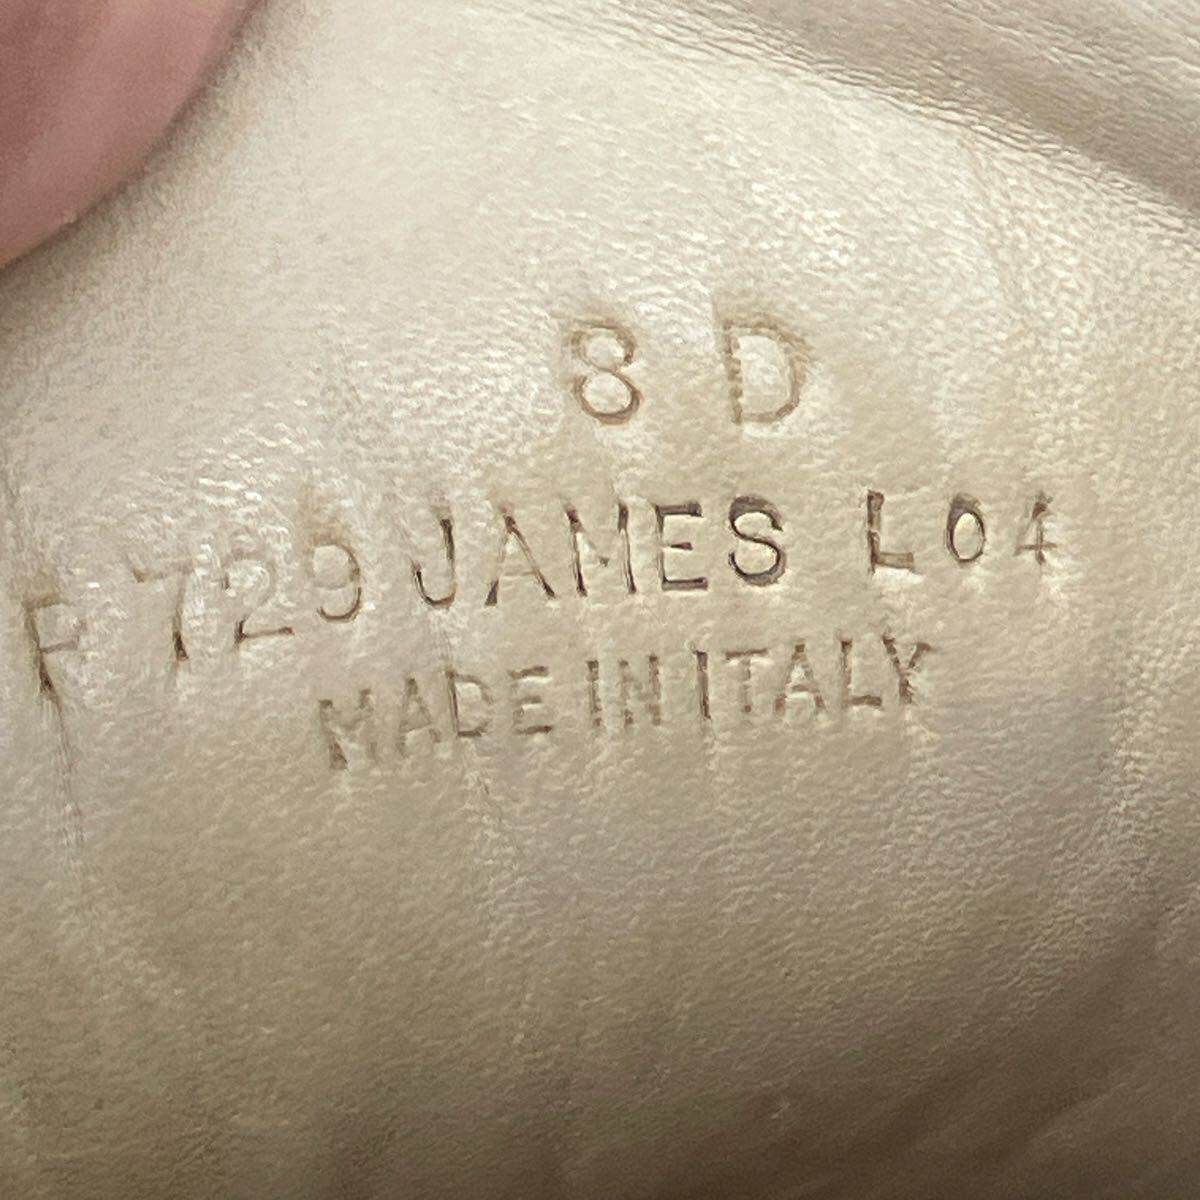 8 D
F 729 JAMES L04
MADE IN ITALY